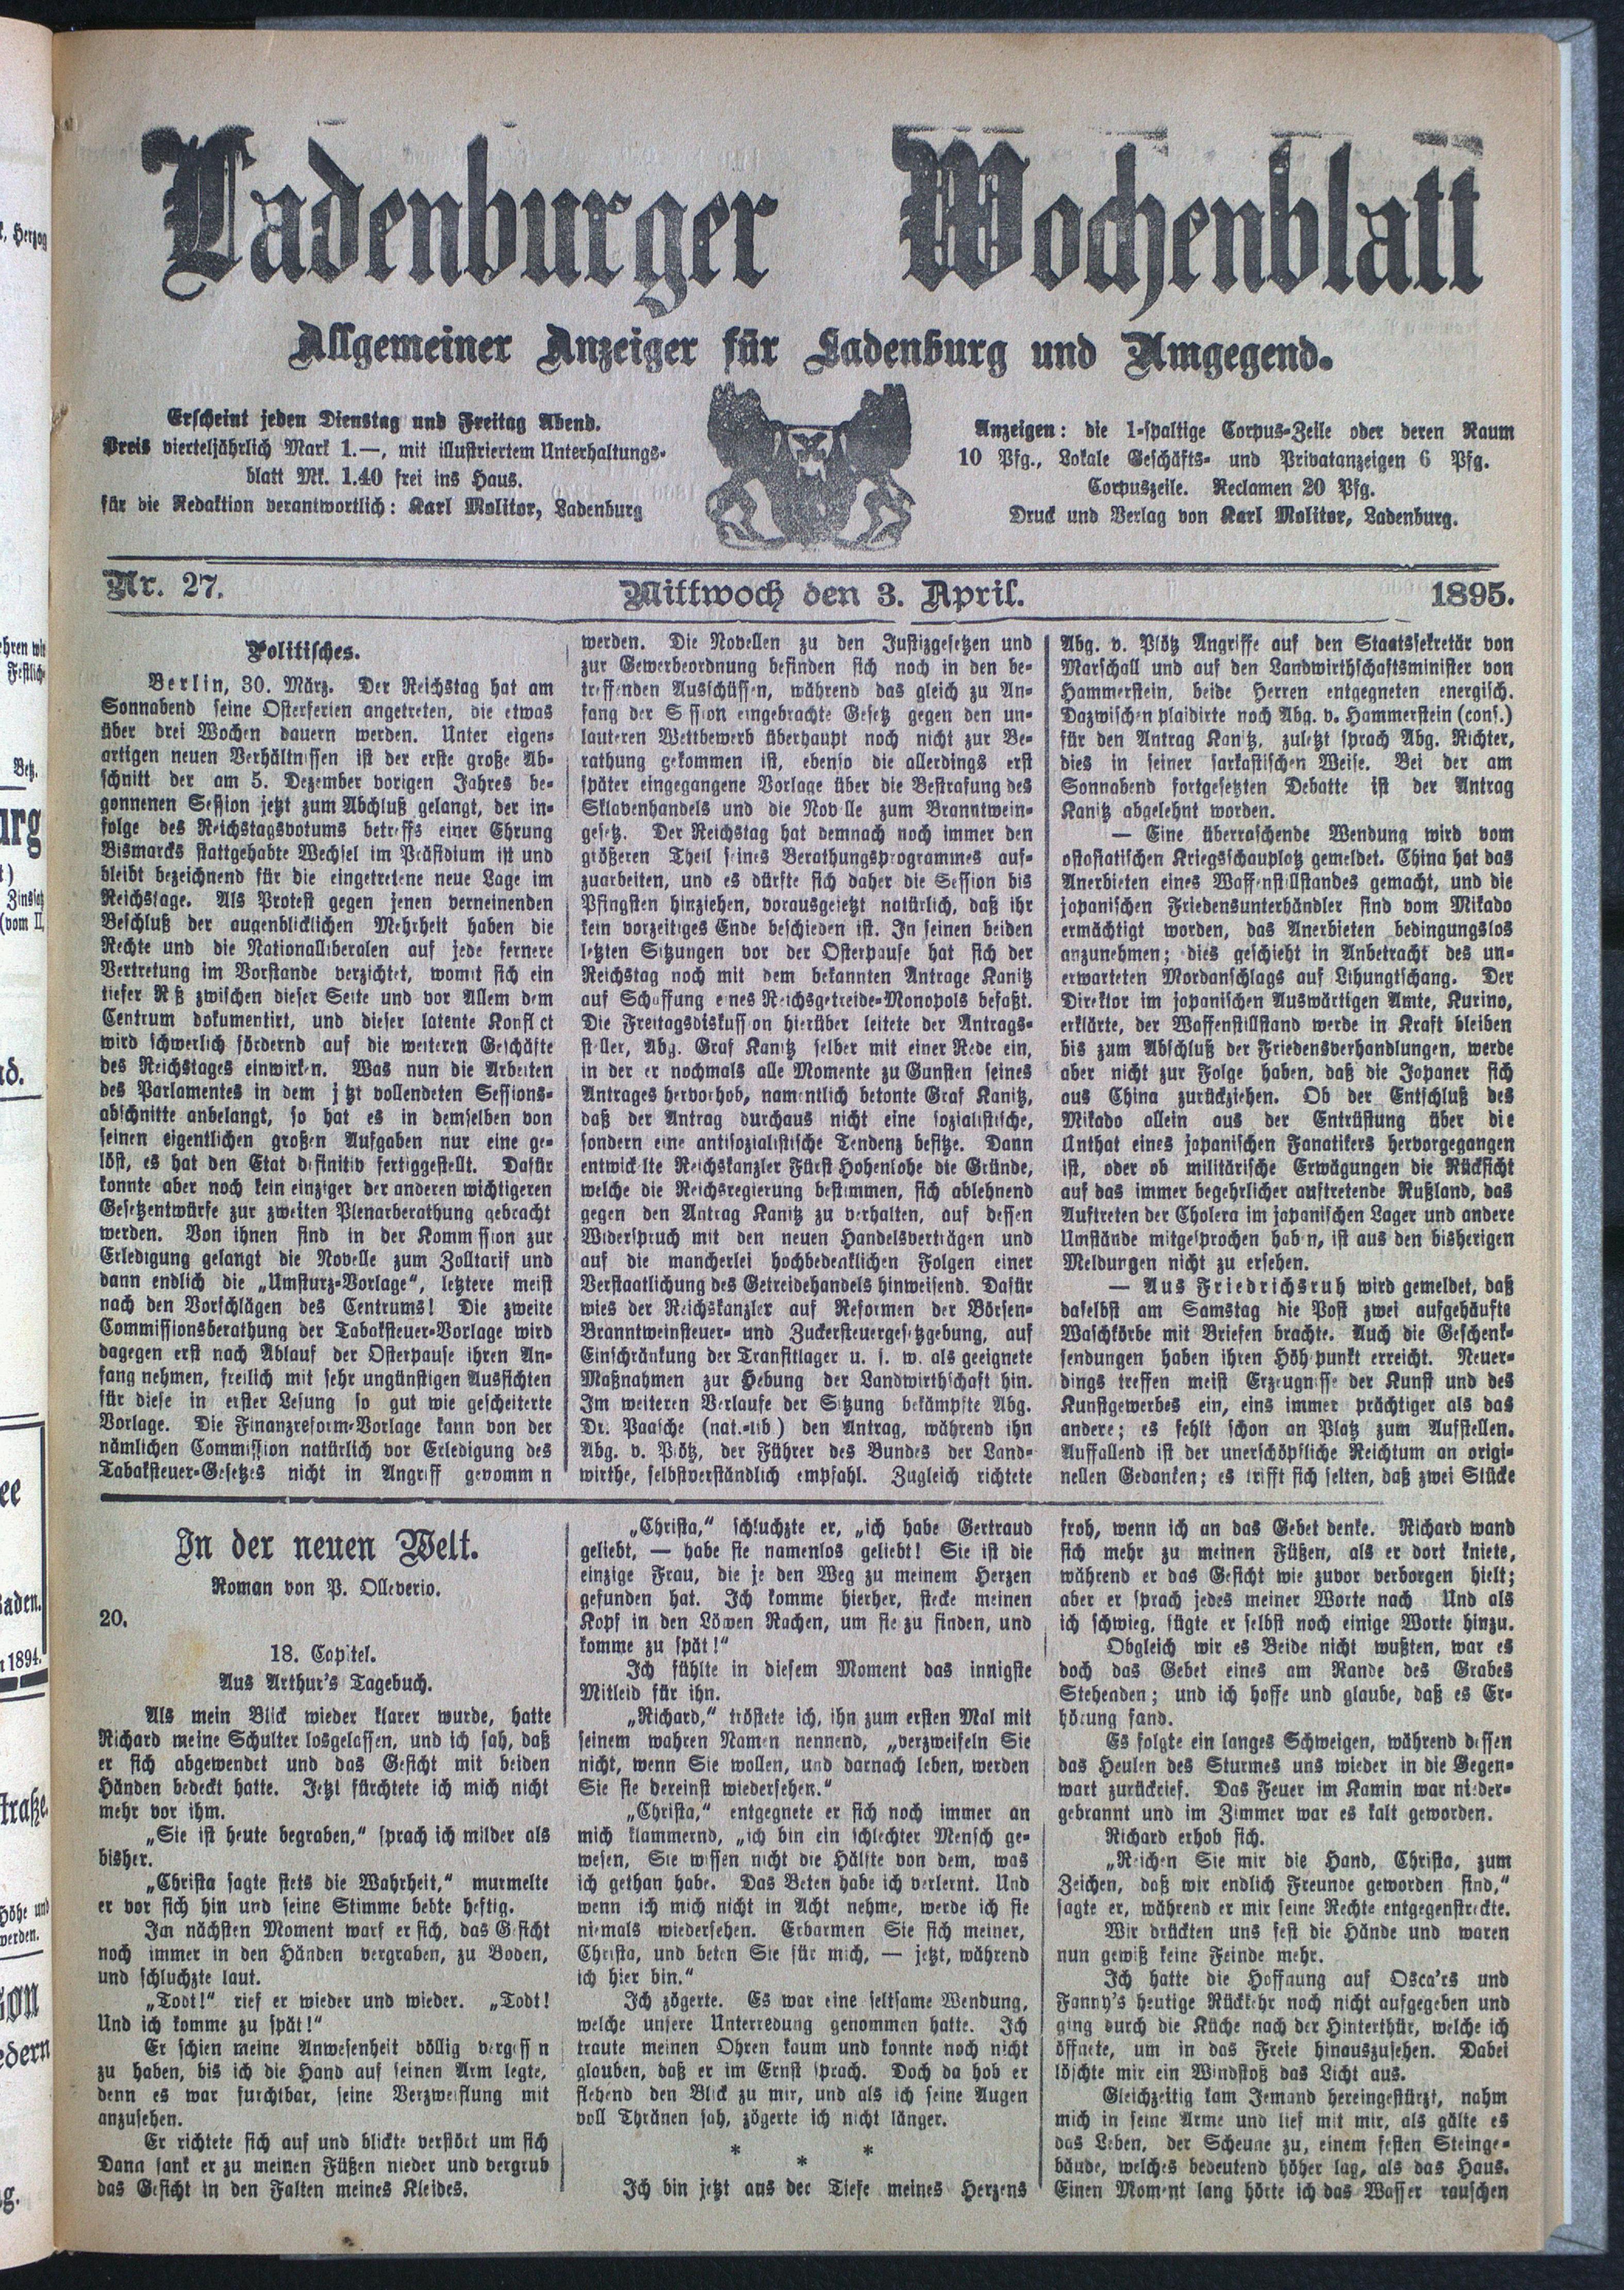 Ladenburger Wochenblatt
Allgemeiner Anzeiger für Ladenburg und Umgegend.
Erscheint jeden Dienstag und Freitag Abend.
Preis vierteljährlich Mark 1.—, mit illustriertem Unterhaltungs-
blatt Mk. 1.40 frei ins Haus.
für die Redaktion verantwortlich: Karl Molitor, Ladenburg
Anzeigen: die 1-spaltige Corpus-Zeile oder deren Raum
10 Pfg., Lokale Geschäfts- und Privatanzeigen 6 Pfg.
Corpuszeile. Reclamen 20 Pfg.
Druck und Verlag von Karl Molitor, Ladenburg.
Nr. 27.
Mittwoch den 3. April.
1895.
Politisches.
Berlin, 30. März. Der Reichstag hat am
Sonnabend seine Osterferien angetreten, die etwas
über drei Wochen dauern werden. Unter eigen-
artigen neuen Verhältnissen ist der erste große Ab-
schnitt der am 5. Dezember vorigen Jahres be-
gonnenen Session jetzt zum Abschluß gelangt, der in-
folge des Reichstagsvotums betreffs einer Ehrung
Bismarcks stattgehabte Wechsel im Präsidium ist und
bleibt bezeichnend für die eingetretene neue Lage im
Reichstage. Als Protest gegen jenen verneinenden
Beschluß der augenblicklichen Mehrheit haben die
Rechte und die Nationalliberalen auf jede fernere
Vertretung im Vorstande verzichtet, womit sich ein
tiefer Riß zwischen dieser Seite und vor Allem dem
Centrum dokumentirt, und dieser latente Konfl ct
wird schwerlich fördernd auf die weiteren Geschäfte
des Reichstages einwirken. Was nun die Arbeiten
des Parlamentes in dem j tzt vollendeten Sessions-
abschnitte anbelangt, so hat es in demselben von
seinen eigentlichen großen Aufgaben nur eine ge-
löst, es hat den Etat definitiv fertiggestellt. Dafür
konnte aber noch kein einziger der anderen wichtigeren
Gesetzentwürfe zur zweiten Plenarberathung gebracht
werden. Von ihnen sind in der Komm ssion zur
Erledigung gelangt die Novelle zum Zolltarif und
dann endlich die „Umsturz-Vorlage“, letztere meist
nach den Vorschlägen des Centrums! Die zweite
Commissionsberathung der Tabaksteuer-Vorlage wird
dagegen erst nach Ablauf der Osterpause ihren An-
fang nehmen, freilich mit sehr ungünstigen Aussichten
für diese in erster Lesung so gut wie gescheiterte
Vorlage. Die Finanzreform-Vorlage kann von der
nämlichen Commission natürlich vor Erledigung des
Tabaksteuer-Gesetzes nicht in Angriff genomm n
werden. Die Novellen zu den Justizgesetzen und
zur Gewerbeordnung befinden sich noch in den be-
treffenden Ausschüssen, während das gleich zu An-
fang der S ssion eingebrachte Gesetz gegen den un-
lauteren Wettbewerb überhaupt noch nicht zur Be-
rathung gekommen ist, ebenso die allerdings erst
später eingegangene Vorlage über die Bestrafung des
Sklavenhandels und die Nov lle zum Branntwein-
gesetz. Der Reichstag hat demnach noch immer den
größeren Theil seines Berathungsprogrammes auf-
zuarbeiten, und es dürfte sich daher die Session bis
Pfingsten hinziehen, vorausgesetzt natürlich, daß ihr
kein vorzeitiges Ende beschieden ist. In seinen beiden
letzten Sitzungen vor der Osterpause hat sich der
Reichstag noch mit dem bekannten Antrage Kanitz
auf Schaffung eines Reichsgetreide-Monopols befaßt.
Die Freitagsdiskuss on hierüber leitete der Antrags-
steller, Abg. Graf Kanitz selber mit einer Rede ein,
in der er nochmals alle Momente zu Gunsten seines
Antrages hervorhob, namentlich betonte Graf Kanitz,
daß der Antrag durchaus nicht eine sozialistische,
sondern eine antisozialistische Tendenz besitze. Dann
entwick lte Reichskanzler Fürst Hohenlohe die Gründe,
welche die Reichsregierung bestimmen, sich ablehnend
gegen den Antrag Kanitz zu verhalten, auf dessen
Widerspruch mit den neuen Handelsverträgen und
auf die mancherlei hochbedenklichen Folgen einer
Verstaatlichung des Getreidehandels hinweisend. Dafür
wies der Reichskanzler auf Reformen der Börsen-
Branntweinsteuer- und Zuckersteuergesetzgebung, auf
Einschränkung der Transitlager u. s. w. als geeignete
Maßnahmen zur Hebung der Landwirthschaft hin.
Im weiteren Verlaufe der Sitzung bekämpfte Abg.
Dr. Paasche (nat.-lib) den Antrag, während ihn
Abg. v. Plötz, der Führer des Bundes der Land-
wirthe, selbstverständlich empfahl. Zugleich richtete
Abg. v. Plötz Angriffe auf den Staatssekretär von
Marschall und auf den Landwirthschaftsminister von
Hammerstein, beide Herren entgegneten energisch.
Dazwischen plaidirte noch Abg. v. Hammerstein (cons.)
für den Antrag Kanitz, zuletzt sprach Abg. Richter,
dies in seiner sarkastischen Weise. Bei der am
Sonnabend fortgesetzten Debatte ist der Antrag
Kanitz abgelehnt worden.
— Eine überraschende Wendung wird vom
ostasiatischen Kriegsschauplatz gemeldet. China hat das
Anerbieten eines Waffenstillstandes gemacht, und die
japanischen Friedensunterhändler sind vom Mikado
ermächtigt worden, das Anerbieten bedingungslos
anzunehmen; dies geschieht in Anbetracht des un-
erwarteten Mordanschlags auf Lihungtschang. Der
Direktor im japanischen Auswärtigen Amte, Kurino,
erklärte, der Waffenstillstand werde in Kraft bleiben
bis zum Abschluß der Friedensverhandlungen, werde
aber nicht zur Folge haben, daß die Japaner sich
aus China zurückziehen. Ob der Entschluß des
Mikado allein aus der Entrüstung über die
Unthat eines japanischen Fanatikers hervorgegangen
ist, oder ob militärische Erwägungen die Rücksicht
auf das immer begehrlicher auftretende Rußland, das
Auftreten der Cholera im japanischen Lager und andere
Umstände mitgesprochen hab n, ist aus den bisherigen
Meldungen nicht zu ersehen.
— Aus Friedrichsruh wird gemeldet, daß
daselbst am Samstag die Post zwei aufgehäufte
Waschkörbe mit Briefen brachte. Auch die Geschenk-
sendungen haben ihren Höh punkt erreicht. Neuer-
dings treffen meist Erzeugnisse der Kunst und des
Kunstgewerbes ein, eins immer prächtiger als das
andere; es fehlt schon an Platz zum Aufstellen.
Auffallend ist der unerschöpfliche Reichtum an origi-
nellen Gedanken; es trifft sich selten, daß zwei Stücke
In der neuen Welt.
Roman von P. Olleverio.
20.
18. Capitel.
Aus Arthur's Tagebuch.
Als mein Blick wieder klarer wurde, hatte
Richard meine Schulter losgelassen, und ich sah, daß
er sich abgewendet und das Gesicht mit beiden
Händen bedeckt hatte. Jetzt fürchtete ich mich nicht
mehr vor ihm.
„Sie ist heute begraben,“ sprach ich milder als
bisher.
„Christa sagte stets die Wahrheit,“ murmelte
er vor sich hin und seine Stimme bebte heftig.
Im nächsten Moment warf er sich, das Gesicht
noch immer in den Händen vergraben, zu Boden,
und schluchzte laut.
„Todt!“ rief er wieder und wieder. „Todt!
Und ich komme zu spät!“
Er schien meine Anwesenheit völlig vergess n
zu haben, bis ich die Hand auf seinen Arm legte,
denn es war furchtbar, seine Verzweiflung mit
anzusehen.
Er richtete sich auf und blickte verstört um sich
Dann sank er zu meinen Füßen nieder und vergrub
das Gesicht in den Falten meines Kleides.
„Christa,“ schluchzte er, „ich habe Gertraud
geliebt, — habe sie namenlos geliebt! Sie ist die
einzige Frau, die je den Weg zu meinem Herzen
gefunden hat. Ich komme hierher, stecke meinen
Kopf in den Löwen Rachen, um sie zu finden, und
komme zu spät!“
Ich fühlte in diesem Moment das innigste
Mitleid für ihn.
„Richard,“ tröstete ich, ihn zum ersten Mal mit
seinem wahren Namen nennend, „verzweifeln Sie
nicht, wenn Sie wollen, und darnach leben, werden
Sie sie dereinst wiedersehen.“
„Christa,“ entgegnete er sich noch immer an
mich klammernd, „ich bin ein schlechter Mensch ge-
wesen, Sie wissen nicht die Hälfte von dem, was
ich gethan habe. Das Beten habe ich verlernt. Und
wenn ich mich nicht in Acht nehme, werde ich sie
niemals wiedersehen. Erbarmen Sie sich meiner,
Christa, und beten Sie für mich, — jetzt, während
ich hier bin.“
Ich zögerte. Es war eine seltsame Wendung,
welche unsere Unterredung genommen hatte. Ich
traute meinen Ohren kaum und konnte noch nicht
glauben, daß er im Ernst sprach. Doch da hob er
flehend den Blick zu mir, und als ich seine Augen
voll Thränen sah, zögerte ich nicht länger.
* * *
Ich bin jetzt aus der Tiefe meines Herzens
froh, wenn ich an das Gebet denke. Richard wand
sich mehr zu meinen Füßen, als er dort kniete,
während er das Gesicht wie zuvor verborgen hielt;
aber er sprach jedes meiner Worte nach Und als
ich schwieg, fügte er selbst noch einige Worte hinzu.
Obgleich wir es Beide nicht wußten, war es
doch das Gebet eines am Rande des Grabes
Stehenden; und ich hoffe und glaube, daß es Er-
hörung fand.
Es folgte ein langes Schweigen, während dessen
das Heulen des Sturmes uns wieder in die Gegen-
wart zurückrief. Das Feuer im Kamin war nieder-
gebrannt und im Zimmer war es kalt geworden.
Richard erhob sich.
„Reichen Sie mir die Hand, Christa, zum
Zeichen, daß wir endlich Freunde geworden sind,“
sagte er, während er mir seine Rechte entgegenstreckte.
Wir drückten uns fest die Hände und waren
nun gewiß keine Feinde mehr.
Ich hatte die Hoffnung auf Osca'rs und
Fanny's heutige Rückkehr noch nicht aufgegeben und
ging durch die Küche nach der Hinterthür, welche ich
öffnete, um in das Freie hinauszusehen. Dabei
löschte mir ein Windstoß das Licht aus.
Gleichzeitig kam Jemand hereingestürzt, nahm
mich in seine Arme und lief mit mir, als gälte es
das Leben, der Scheune zu, einem festen Steinge-
bäude, welches bedeutend höher lag, als das Haus.
Einen Moment lang hörte ich das Wasser rauschen